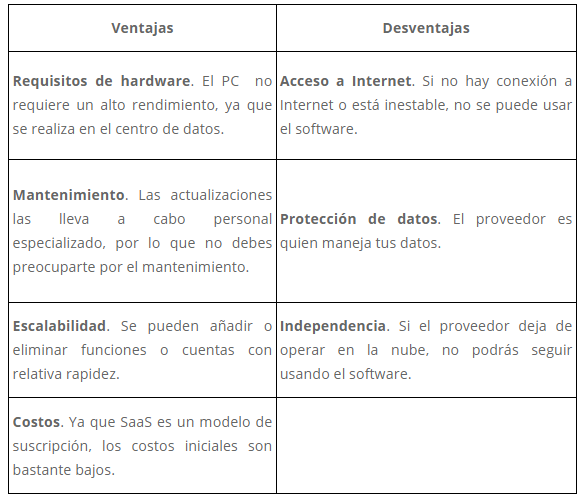 Ventajas
Desventajas
Requisitos de hardware. El PC no
requiere un alto rendimiento, ya que
se realiza en el centro de datos.
Acceso a Internet. Si no hay conexión a
Internet o está inestable, no se puede usar
el software.
Mantenimiento. Las actualizaciones
las lleva a cabo personal
especializado, por lo que no debes
preocuparte por el mantenimiento.
Protección de datos. El proveedor es
quien maneja tus datos.
Escalabilidad. Se pueden añadir o
eliminar funciones o cuentas con
relativa rapidez.
Independencia. Si el proveedor deja de
operar en la nube, no podrás seguir
usando el software.
Costos. Ya que SaaS es un modelo de
suscripción, los costos iniciales son
bastante bajos.